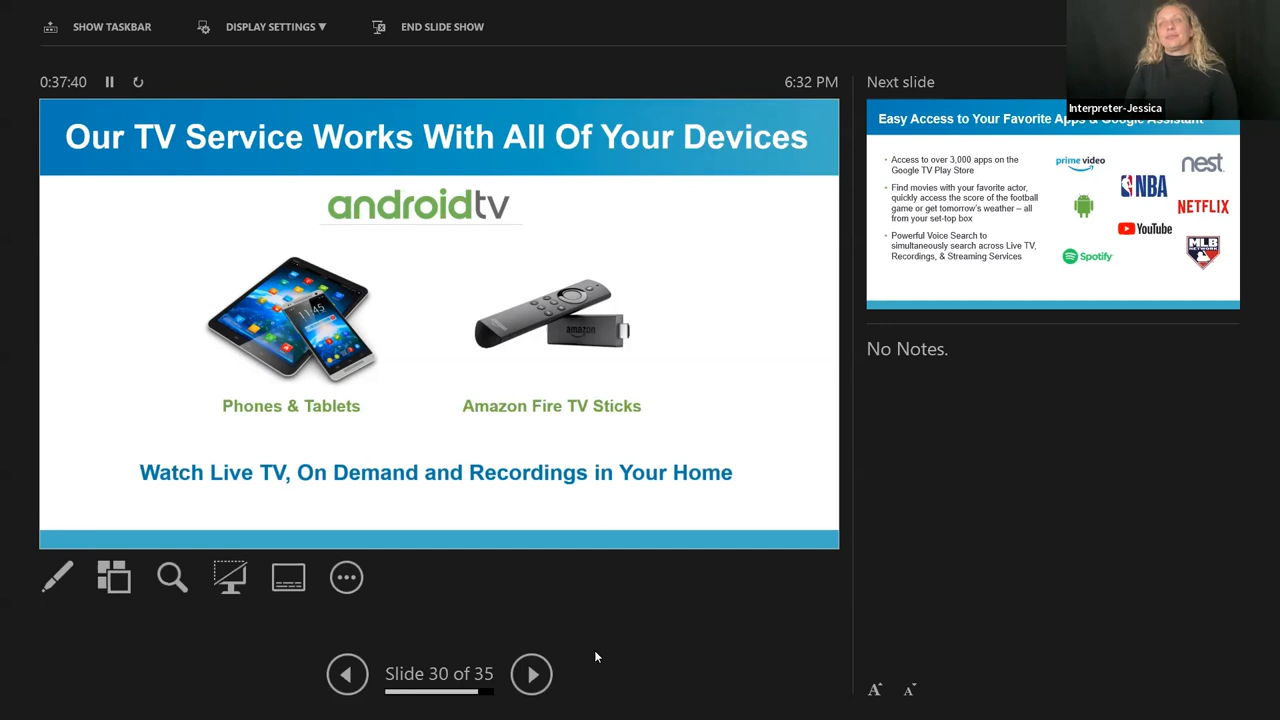 SHOW TASKBAR
DISPLAY SETTINGS ▼
END SLIDE SHOW
Interpreter-Jessica
0:37:40
6:32 PM
Next slide
Our TV Service Works With All Of Your Devices
androidtv
11:45
amazon
Phones & Tablets
Amazon Fire TV Sticks
Watch Live TV, On Demand and Recordings in Your Home
Easy Access to Your Favorite Apps & Google Assistant
• Access to over 3,000 apps on the
Google TV Play Store
• Find movies with your favorite actor,
quickly access the score of the football
game or get tomorrow's weather – all
from your set-top box
• Powerful Voice Search to
simultaneously search across Live TV,
Recordings, & Streaming Services
prime video
nest
NBA
NETFLIX
YouTube
Spotify
MLB
NETWORK
No Notes.
Slide 30 of 35
A
A